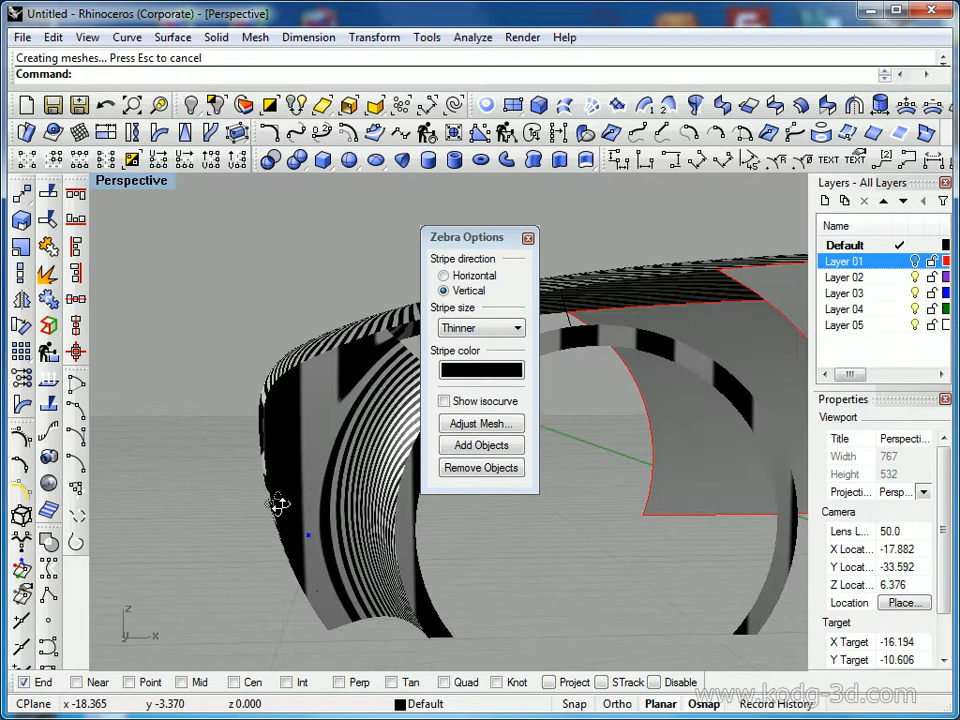 Untitled - Rhinoceros (Corporate) - [Perspective]
File Edit View Curve Surface Solid Mesh Dimension Transform Tools Analyze Render Help
Creating meshes... Press Esc to cancel
Command:
TEXT TEXT
Perspective
Layers - All Layers
Name
Default
Layer 01
Layer 02
Layer 03
Layer 04
Layer 05
Zebra Options
Stripe direction
Horizontal
Vertical
Stripe size
Thinner
Stripe color
Show isocurve
Adjust Mesh...
Add Objects
Remove Objects
Properties
Viewport
Title Perspecti...
Width 767
Height 532
Projecti... Persp...
Camera
Lens L... 50.0
X Locat... -17.882
Y Locat... -33.592
Z Locat... 6.376
Location Place...
Target
X Target -16.194
Y Target -10.606
z
y x
End Near Point Mid Cen Int Perp Tan Quad Knot Project STrack Disable
www.kodg-3d.com
CPlane x -18.365 y -3.370 z 0.000 Default Snap Ortho Planar Osnap Record History